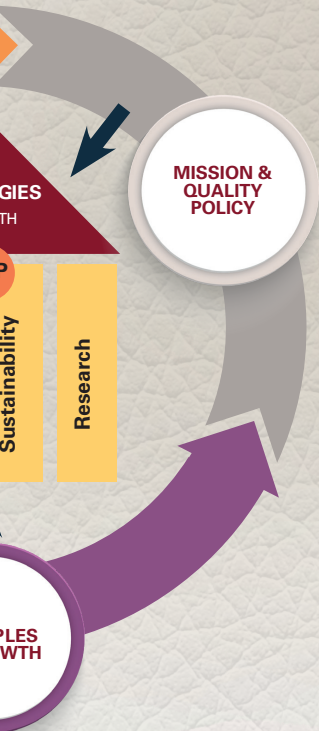 MISSION &
QUALITY
POLICY
GIES
TH
P
Sustainability
Research
PLES
WTH